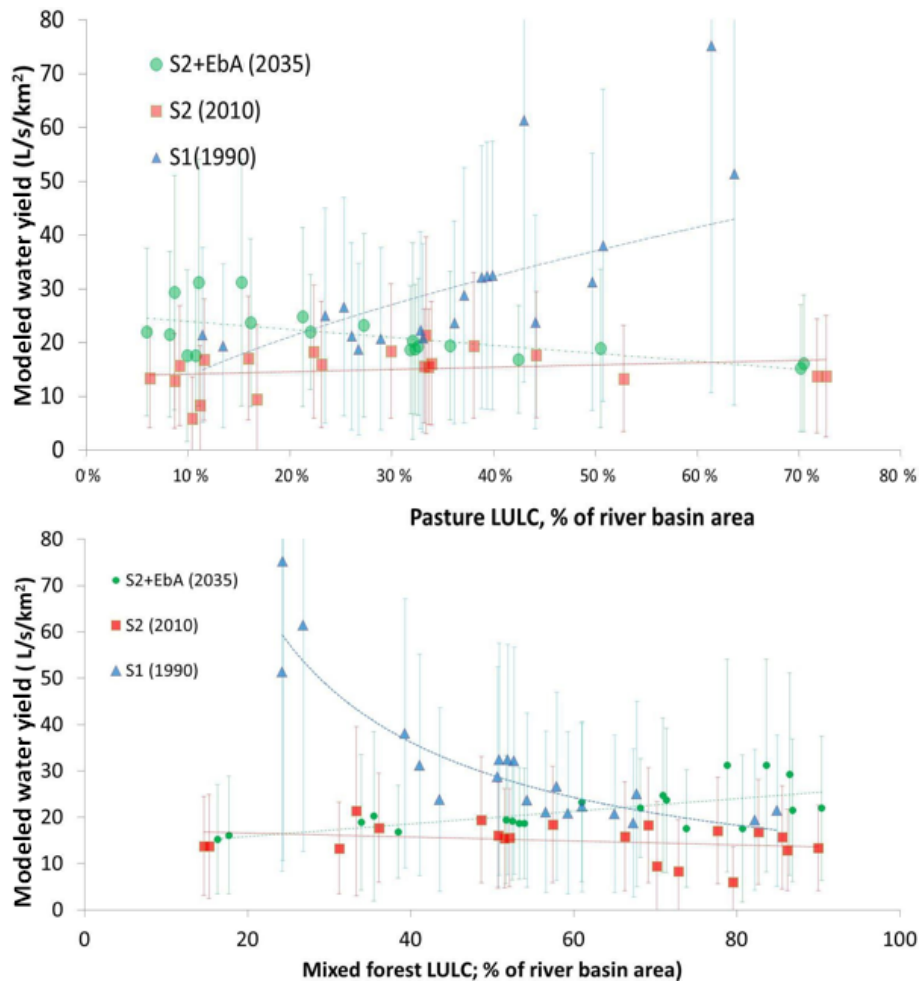 80
70
60
50
40
30
20
10
0
Modeled water yield (L/s/km²)
S2+EbA (2035)
S2 (2010)
S1(1990)
0 % 10 % 20 % 30 % 40 % 50 % 60 % 70 % 80 %
Pasture LULC, % of river basin area
80
70
60
50
40
30
20
10
0
Modeled water yield ( L/s/km²)
S2+EbA (2035)
S2 (2010)
S1 (1990)
0 20 40 60 80 100
Mixed forest LULC; % of river basin area)